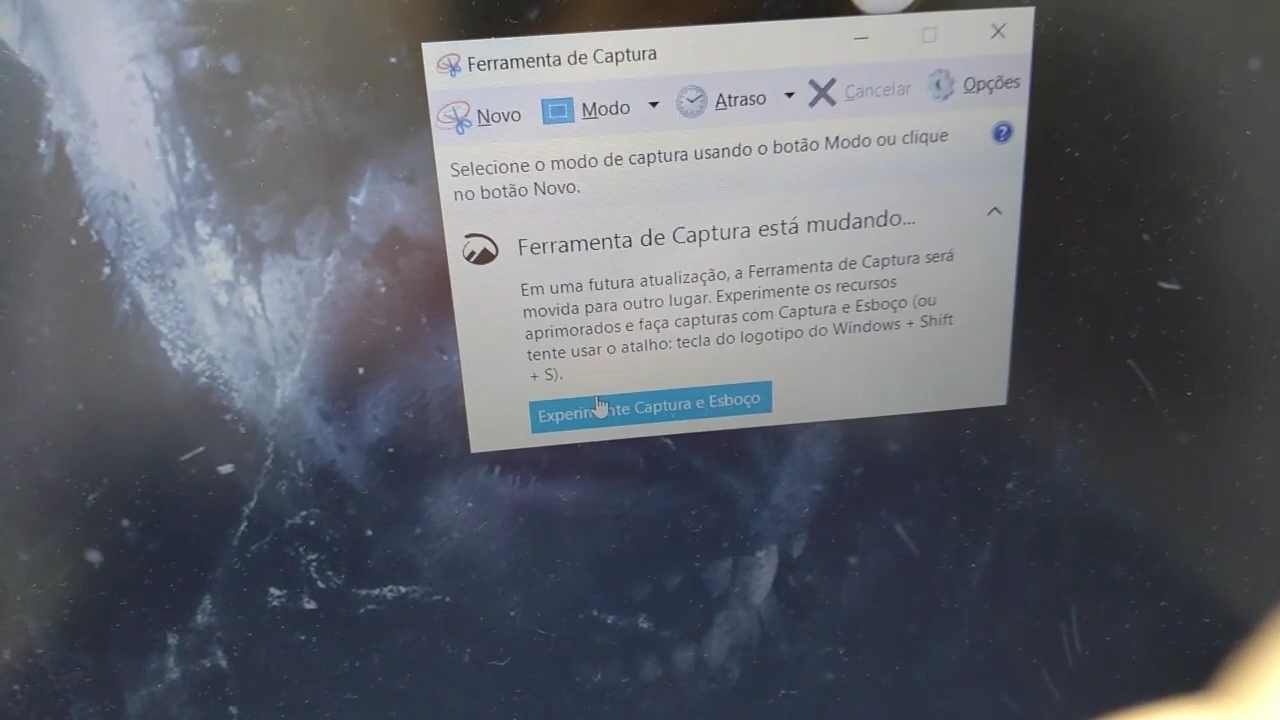 Ferramenta de Captura
Novo Modo Atraso Cancelar Opções
Selecione o modo de captura usando o botão Modo ou clique
no botão Novo.
Ferramenta de Captura está mudando...
Em uma futura atualização, a Ferramenta de Captura será
movida para outro lugar. Experimente os recursos
aprimorados e faça capturas com Captura e Esboço (ou
tente usar o atalho: tecla do logotipo do Windows + Shift
+ S).
Experimente Captura e Esboço